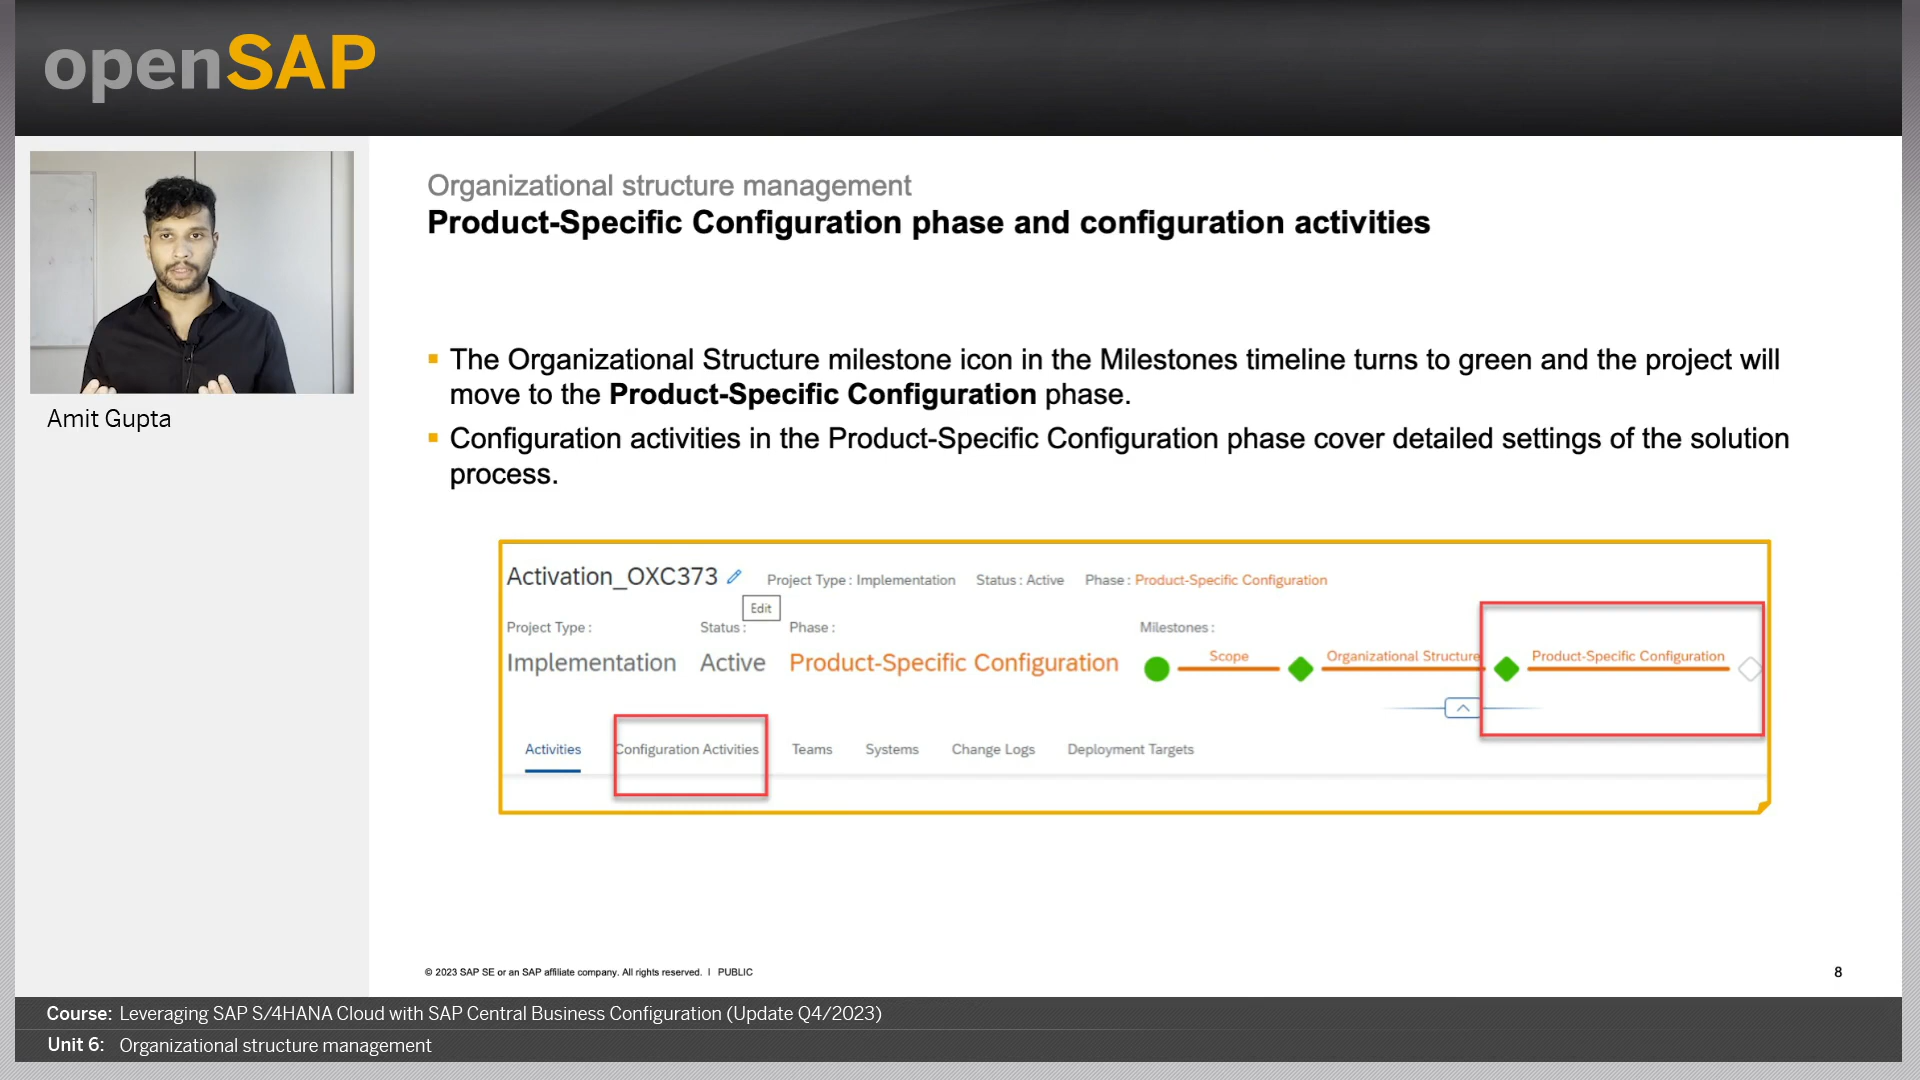 openSAP
Amit Gupta
Organizational structure management
Product-Specific Configuration phase and configuration activities
▪ The Organizational Structure milestone icon in the Milestones timeline turns to green and the project will
move to the Product-Specific Configuration phase.
▪ Configuration activities in the Product-Specific Configuration phase cover detailed settings of the solution
process.
Activation_OXC373 Project Type : Implementation Status : Active Phase : Product-Specific Configuration
Edit
Project Type : Status : Phase : Milestones :
Implementation Active Product-Specific Configuration Scope Organizational Structure Product-Specific Configuration
Activities Configuration Activities Teams Systems Change Logs Deployment Targets
© 2023 SAP SE or an SAP affiliate company. All rights reserved. | PUBLIC 8
Course: Leveraging SAP S/4HANA Cloud with SAP Central Business Configuration (Update Q4/2023)
Unit 6: Organizational structure management